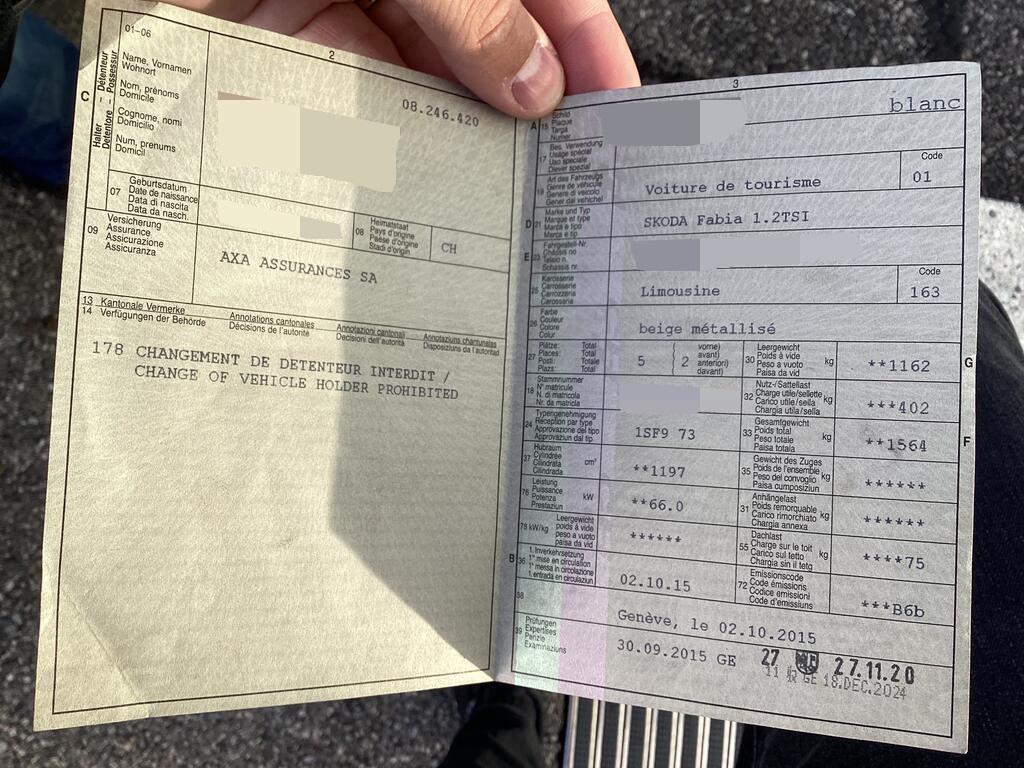 2
01-06
C
Halter – Détenteur
Detentore – Possessur
Name, Vornamen
Wohnort
Nom, prénoms
Domicile
Cognome, nomi
Domicilio
Num, prenums
Domicil
08.246.420
07
Geburtsdatum
Date de naissance
Data di nascita
Data da nasch.
08
Heimatstaat
Pays d'origine
Paese d'origine
Stadi d'origin
CH
09
Versicherung
Assurance
Assicurazione
Assicuranza
AXA ASSURANCES SA
13 Kantonale Vermerke Annotations cantonales Annotazioni cantonali Annotaziuns chantunalas
14 Verfügungen der Behörde Décisions de l'autorité Decisioni dell'autorità Disposiziuns da l'autoritad
178 CHANGEMENT DE DETENTEUR INTERDIT /
CHANGE OF VEHICLE HOLDER PROHIBITED
3
A
15
Schild
Plaque
Targa
Numer
blanc
17
Bes. Verwendung
Usage spécial
Uso speciale
Diever spezial
19
Art des Fahrzeugs
Genre de véhicule
Genere di veicolo
Gener dal vehichel
Voiture de tourisme
Code
01
D
21
Marke und Typ
Marque et type
Marca e tipo
Marca e tip
SKODA Fabia 1.2TSI
E
23
Fahrgestell-Nr.
Châssis no
Telaio n.
Schassis nr.
25
Karosserie
Carrosserie
Carrozzeria
Carossaria
Limousine
Code
163
26
Farbe
Couleur
Colore
Colur
beige métallisé
27
Plätze: Total
Places: Total
Posti: Totale
Plazs: Total
5
2
vorne)
avant)
anteriori)
davant)
30
Leergewicht
Poids à vide kg
Peso a vuoto
Paisa da vid
**1162
G
18
Stammnummer
N° matricule
N. di matricola
Nr. da matricla
32
Nutz-/Sattellast
Charge utile/sellette kg
Carico utile/sella
Chargia utila/sella
***402
24
Typengenehmigung
Réception par type
Approvazione del tipo
Approvaziun dal tip
1SF9 73
33
Gesamtgewicht
Poids total kg
Peso totale
Paisa totala
**1564
F
37
Hubraum
Cylindrée cm³
Cilindrata
Cilindrada
**1197
35
Gewicht des Zuges
Poids de l'ensemble kg
Peso del convoglio
Paisa cumposiziun
******
76
Leistung
Puissance kW
Potenza
Prestaziun
**66.0
31
Anhängelast
Poids remorquable kg
Carico rimorchiato
Chargia annexa
******
78 kW/kg
Leergewicht
poids à vide
peso a vuoto
paisa da vid
******
55
Dachlast
Charge sur le toit kg
Carico sul tetto
Chargia sin il tetg
****75
B
36
1. Inverkehrsetzung
1re mise en circulation
1a messa in circolazione
1. entrada en circulaziun
02.10.15
72
Emissionscode
Code émissions
Codice emissioni
Code d'emissiuns
***B6b
38
Genève, le 02.10.2015
39
Prüfungen
Expertises
Perizie
Examinaziuns
30.09.2015 GE
27 27.11.20
GE 18.DEC.2024